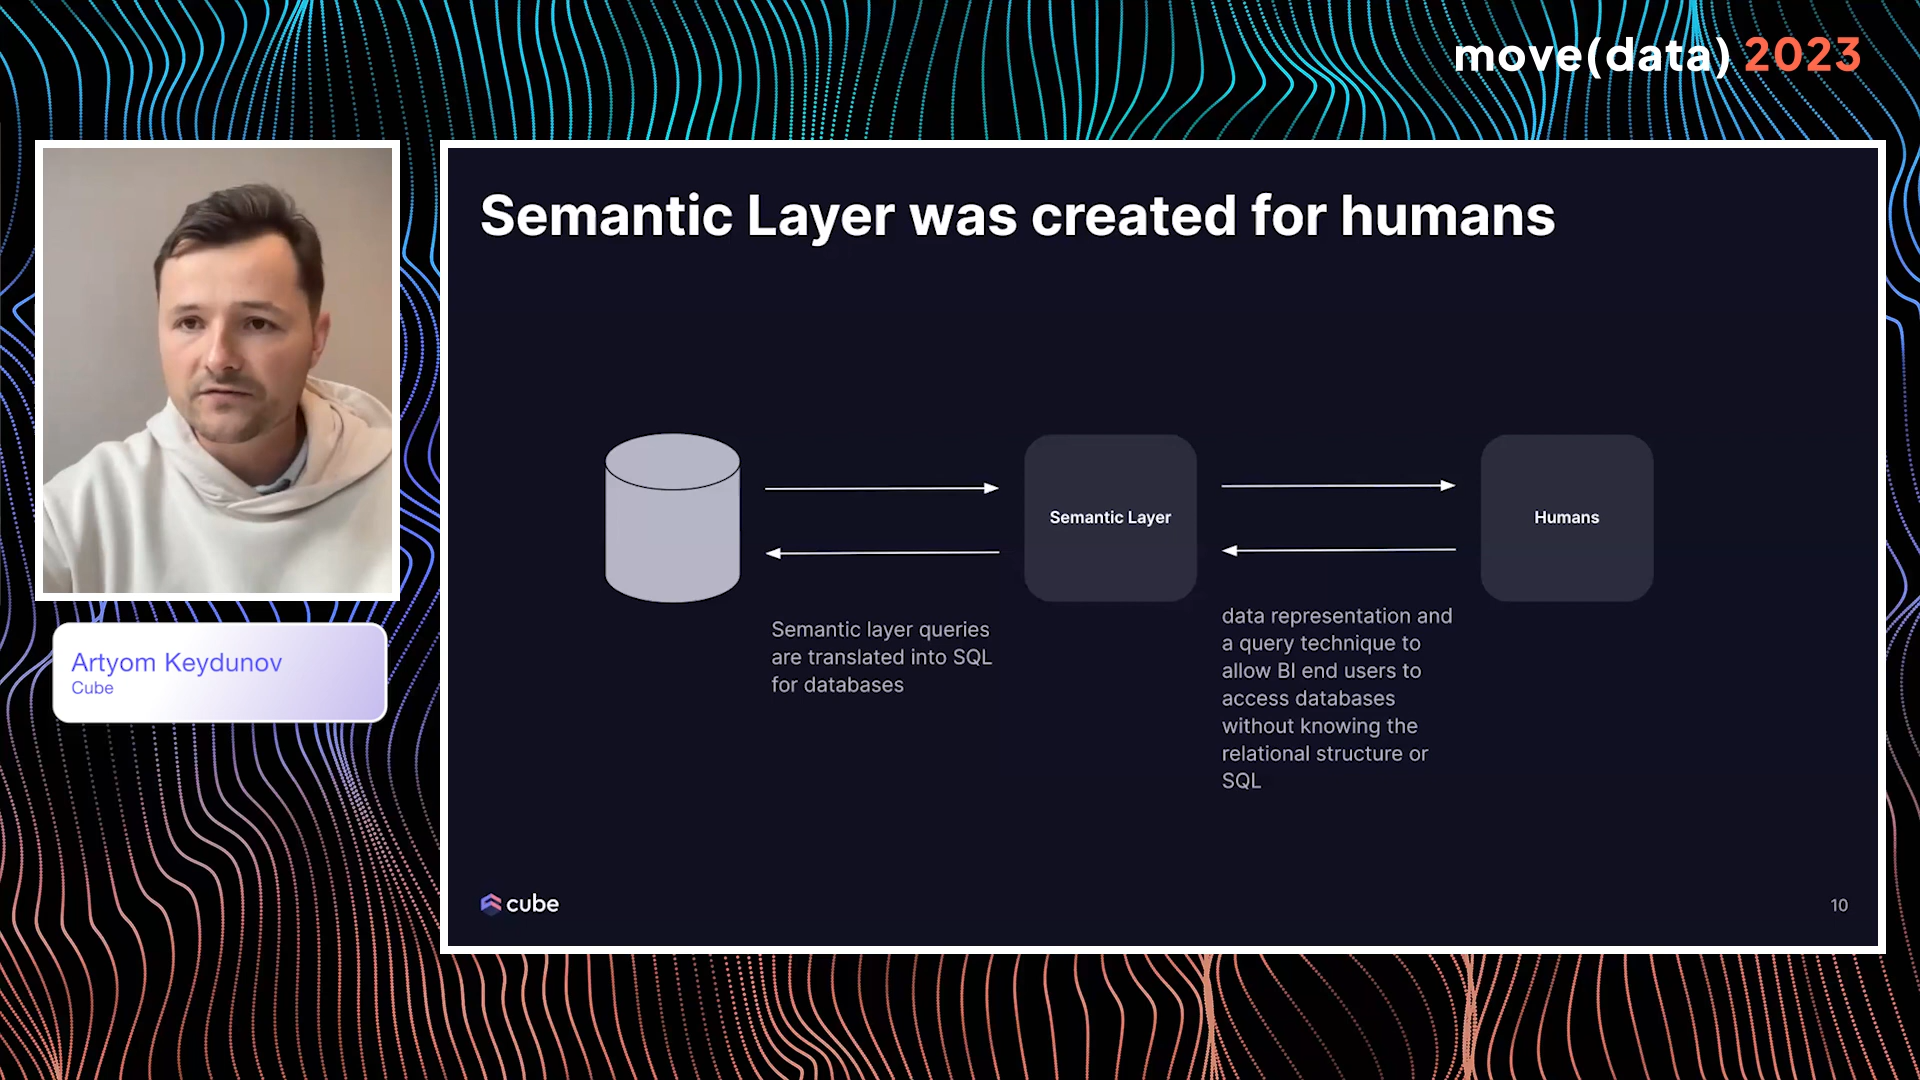 move(data) 2023
Semantic Layer was created for humans
Semantic Layer
Humans
Semantic layer queries
are translated into SQL
for databases
data representation and
a query technique to
allow BI end users to
access databases
without knowing the
relational structure or
SQL
Artyom Keydunov
Cube
cube
10